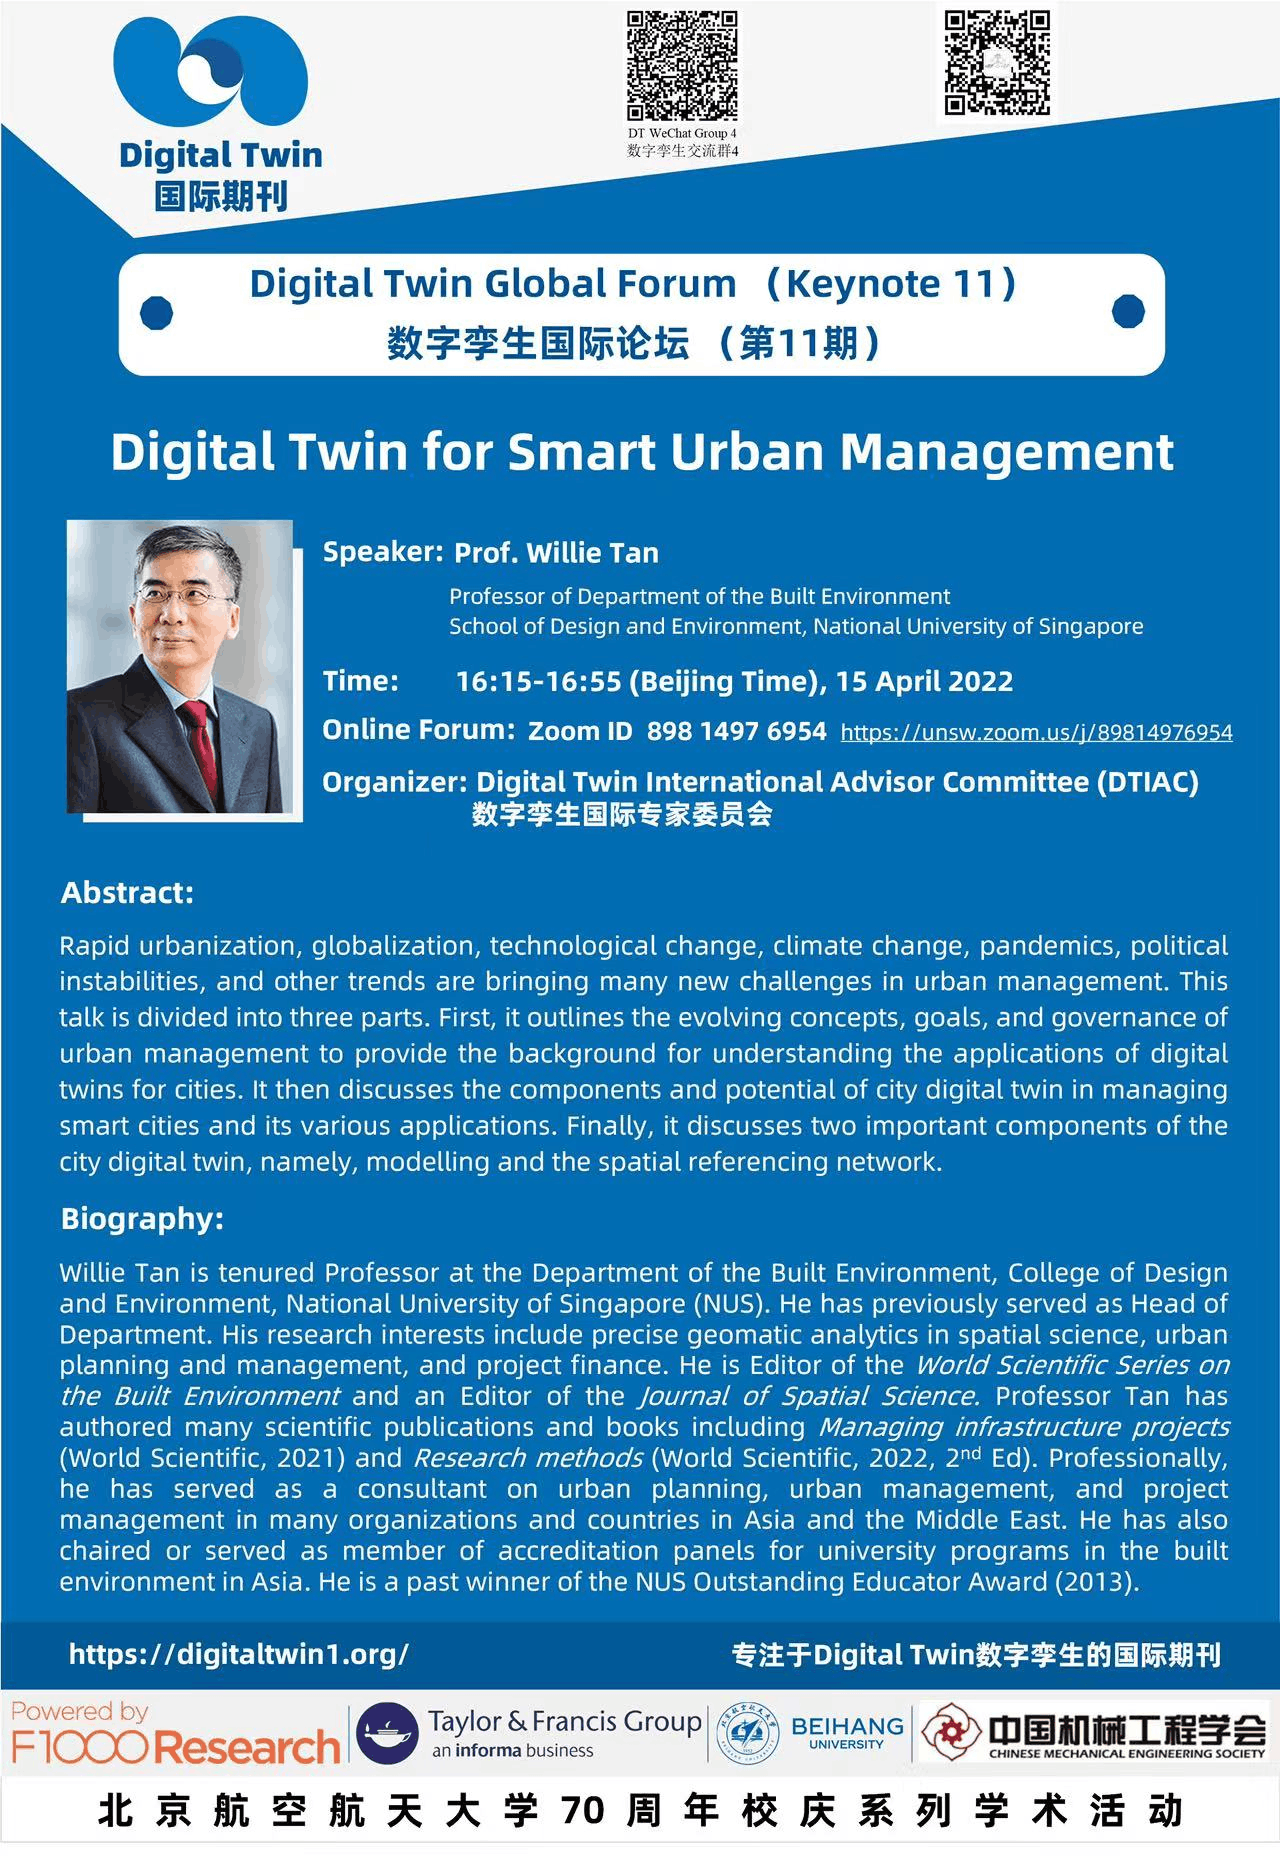 Digital Twin
国际期刊
DT WeChat Group 4
数字孪生交流群4
Digital Twin Global Forum （Keynote 11）
数字孪生国际论坛 （第11期）
Digital Twin for Smart Urban Management
Speaker: Prof. Willie Tan
Professor of Department of the Built Environment
School of Design and Environment, National University of Singapore
Time: 16:15-16:55 (Beijing Time), 15 April 2022
Online Forum: Zoom ID 898 1497 6954 https://unsw.zoom.us/j/89814976954
Organizer: Digital Twin International Advisor Committee (DTIAC)
数字孪生国际专家委员会
Abstract:
Rapid urbanization, globalization, technological change, climate change, pandemics, political
instabilities, and other trends are bringing many new challenges in urban management. This
talk is divided into three parts. First, it outlines the evolving concepts, goals, and governance of
urban management to provide the background for understanding the applications of digital
twins for cities. It then discusses the components and potential of city digital twin in managing
smart cities and its various applications. Finally, it discusses two important components of the
city digital twin, namely, modelling and the spatial referencing network.
Biography:
Willie Tan is tenured Professor at the Department of the Built Environment, College of Design
and Environment, National University of Singapore (NUS). He has previously served as Head of
Department. His research interests include precise geomatic analytics in spatial science, urban
planning and management, and project finance. He is Editor of the World Scientific Series on
the Built Environment and an Editor of the Journal of Spatial Science. Professor Tan has
authored many scientific publications and books including Managing infrastructure projects
(World Scientific, 2021) and Research methods (World Scientific, 2022, 2nd Ed). Professionally,
he has served as a consultant on urban planning, urban management, and project
management in many organizations and countries in Asia and the Middle East. He has also
chaired or served as member of accreditation panels for university programs in the built
environment in Asia. He is a past winner of the NUS Outstanding Educator Award (2013).
https://digitaltwin1.org/
专注于Digital Twin数字孪生的国际期刊
Powered by
F1000Research
Taylor & Francis Group
an informa business
BEIHANG
UNIVERSITY
中国机械工程学会
CHINESE MECHANICAL ENGINEERING SOCIETY
北京航空航天大学70周年校庆系列学术活动